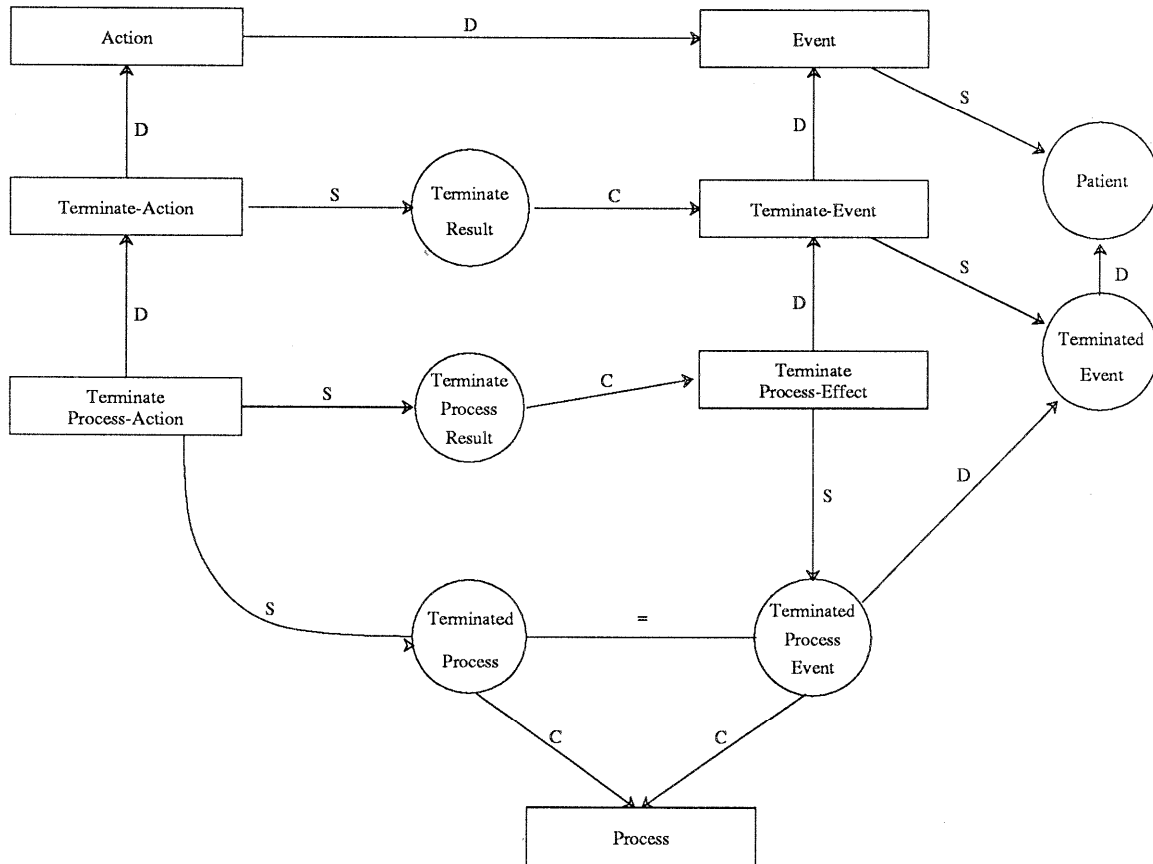 Action
D
Event
S
D
D
Patient
Terminate-Action
S
Terminate
Result
C
Terminate-Event
S
D
D
D
Terminated
Event
Terminate
Process-Action
S
Terminate
Process
Result
C
Terminate
Process-Effect
D
S
S
Terminated
Process
=
Terminated
Process
Event
C
C
Process